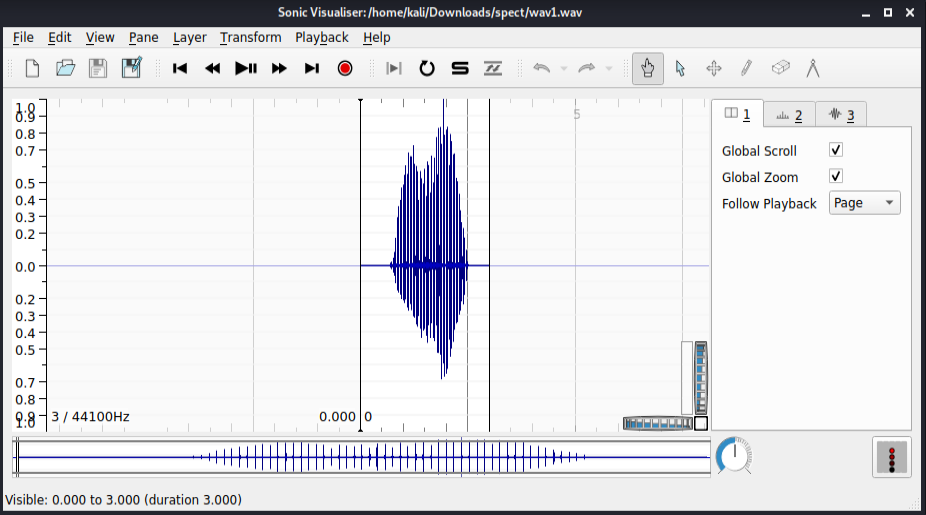 Sonic Visualiser: /home/kali/Downloads/spect/wav1.wav
File Edit View Pane Layer Transform Playback Help
1 2 3
Global Scroll
Global Zoom
Follow Playback Page
1.0
0.9
0.8
0.7
0.5
0.4
0.3
0.2
0.0
0.2
0.3
0.4
0.5
0.7
0.8
0.9
1.0
5
3 / 44100Hz 0.000 0
Visible: 0.000 to 3.000 (duration 3.000)